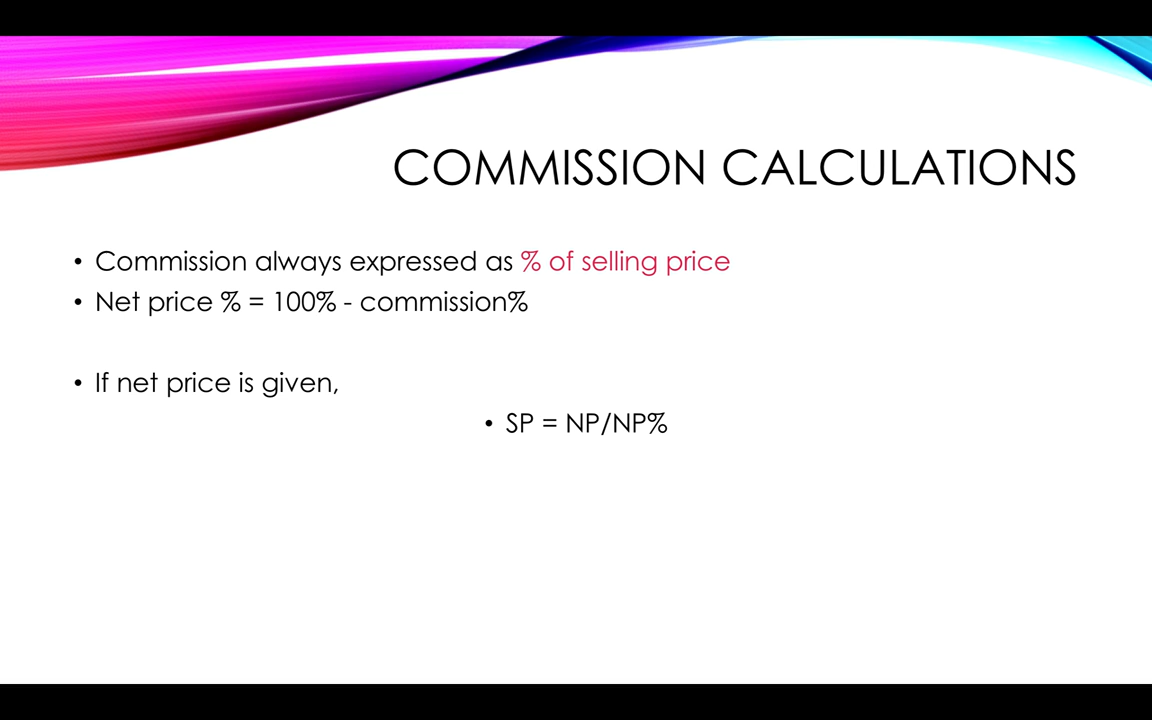 COMMISSION CALCULATIONS
• Commission always expressed as % of selling price
• Net price % = 100% - commission%
• If net price is given,
• SP = NP/NP%